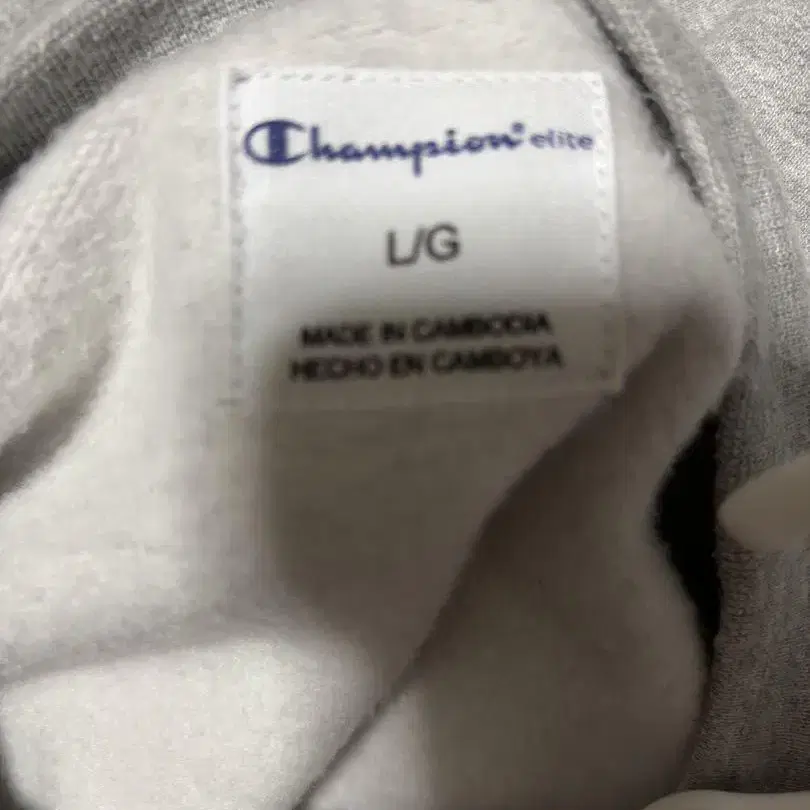 Champion® elite
L/G
MADE IN CAMBODIA
HECHO EN CAMBOYA